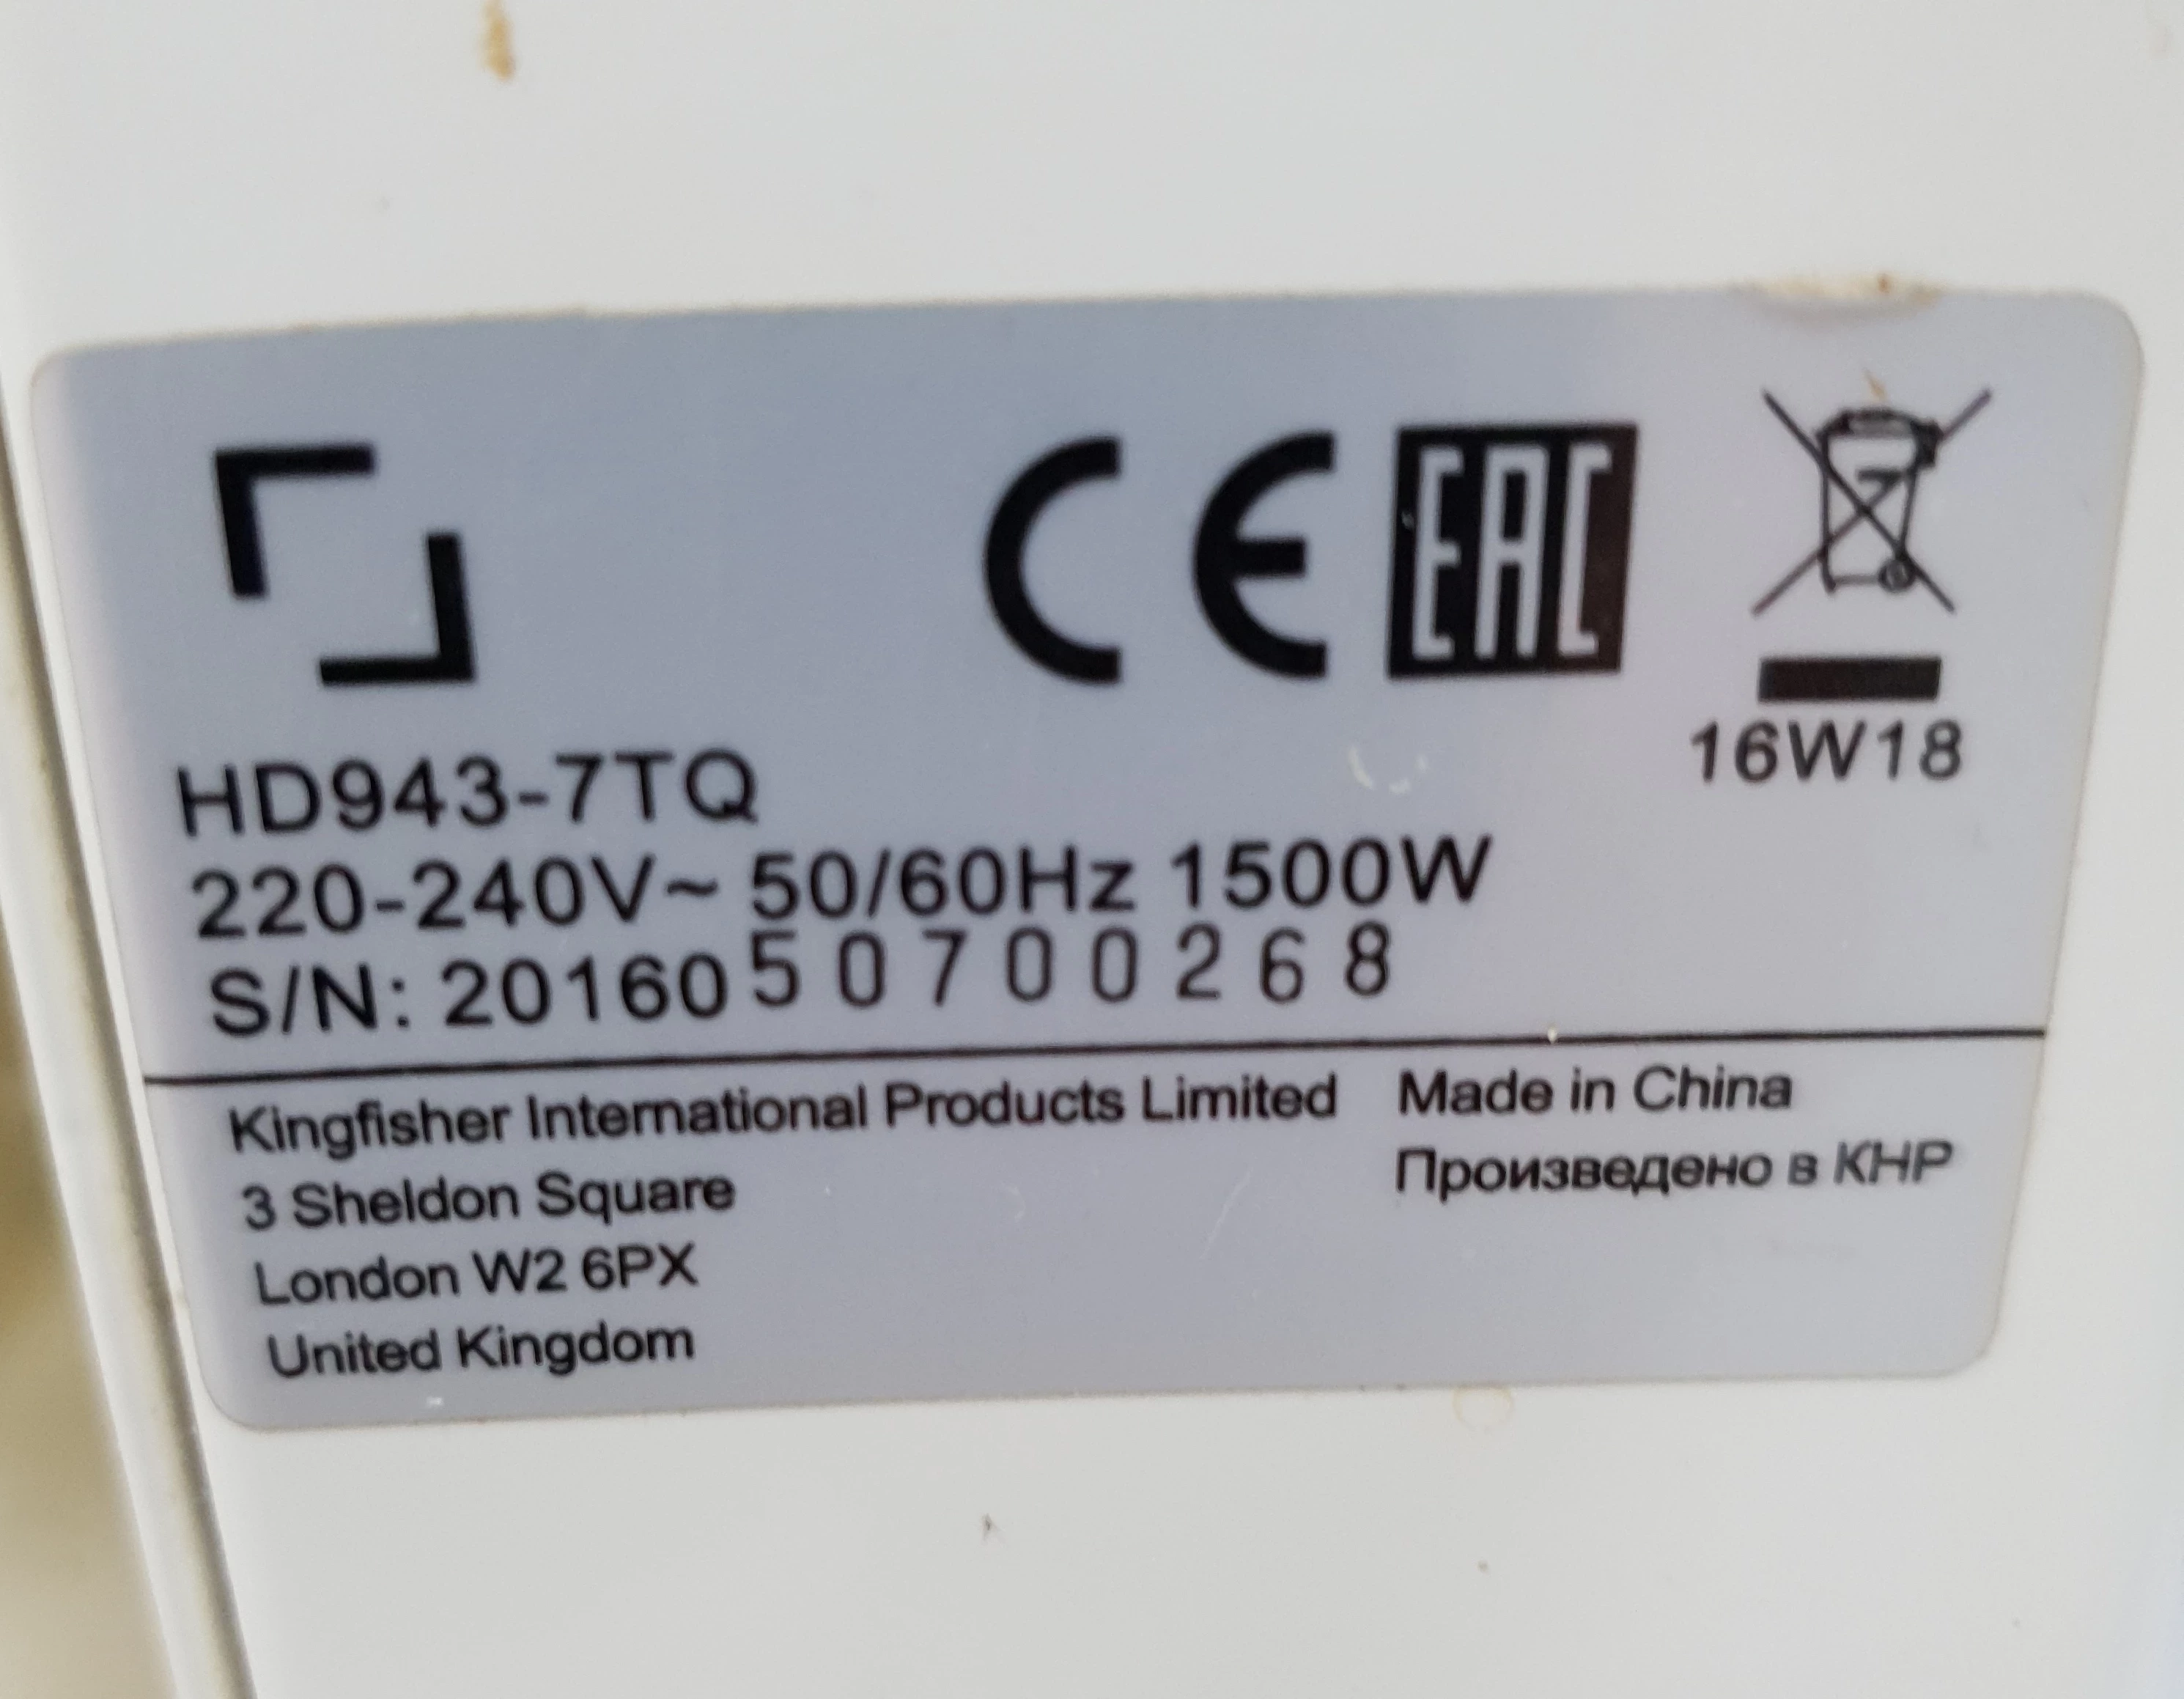 CE EAC
16W18
HD943-7TQ
220-240V~ 50/60Hz 1500W
S/N: 2016050700268
Kingfisher International Products Limited
3 Sheldon Square
London W2 6PX
United Kingdom
Made in China
Произведено в КНР